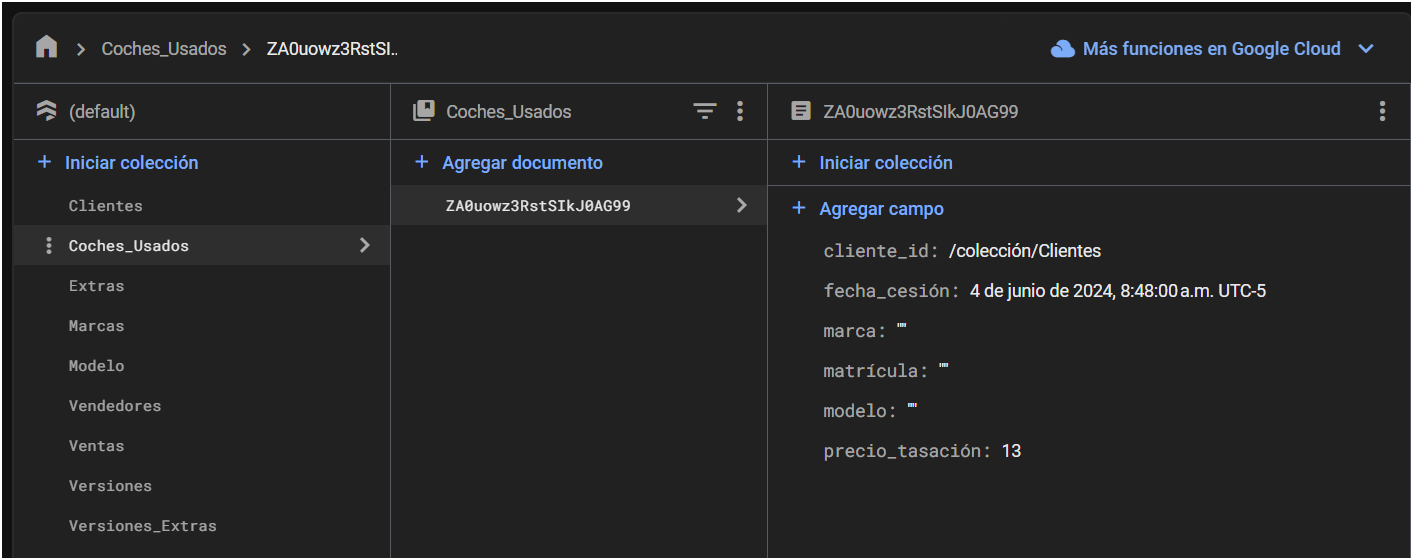 Coches_Usados > ZA0uowz3RstSI..
Más funciones en Google Cloud
(default)
Iniciar colección
Clientes
Coches_Usados
Extras
Marcas
Modelo
Vendedores
Ventas
Versiones
Versiones_Extras
Coches_Usados
Agregar documento
ZA0uowz3RstSIkJ0AG99
ZA0uowz3RstSIkJ0AG99
Iniciar colección
Agregar campo
cliente_id: /colección/Clientes
fecha_cesión: 4 de junio de 2024, 8:48:00 a.m. UTC-5
marca: ""
matrícula: ""
modelo: ""
precio_tasación: 13